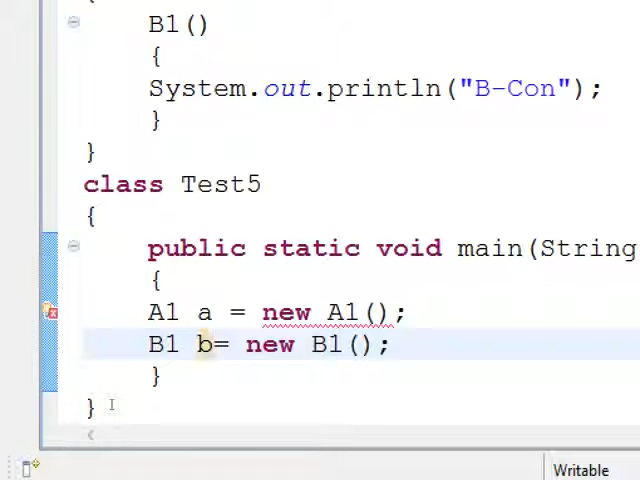 B1()
{
System.out.println("B-Con");
}
}
class Test5
{
public static void main(String
{
A1 a = new A1();
B1 b= new B1();
}
}
Writable